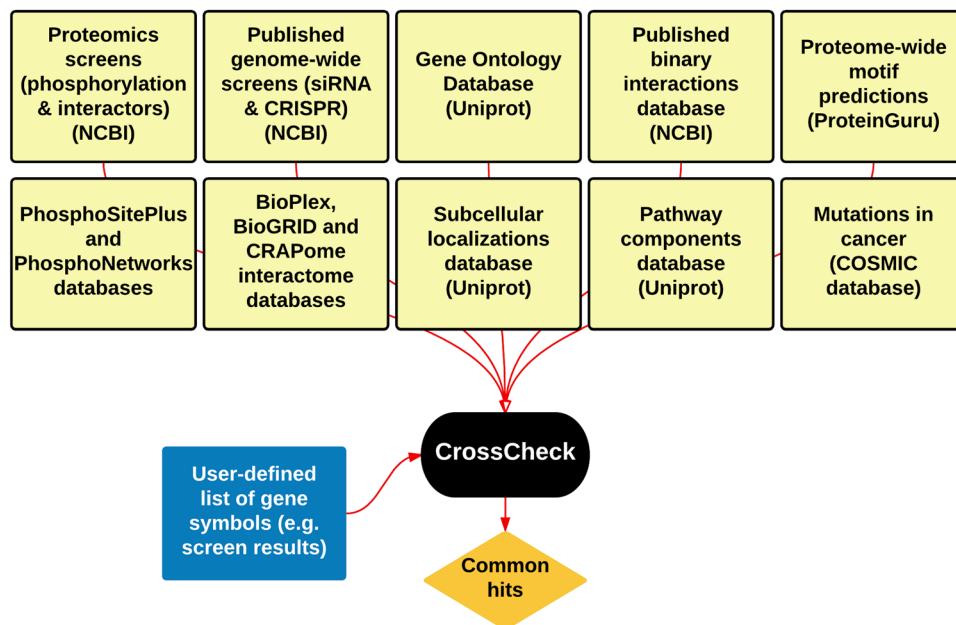 Proteomics
screens
(phosphorylation
& interactors)
(NCBI)
Published
genome-wide
screens (siRNA
& CRISPR)
(NCBI)
Gene Ontology
Database
(Uniprot)
Published
binary
interactions
database
(NCBI)
Proteome-wide
motif
predictions
(ProteinGuru)
PhosphoSitePlus
and
PhosphoNetworks
databases
BioPlex,
BioGRID and
CRAPome
interactome
databases
Subcellular
localizations
database
(Uniprot)
Pathway
components
database
(Uniprot)
Mutations in
cancer
(COSMIC
database)
CrossCheck
User-defined
list of gene
symbols (e.g.
screen results)
Common
hits